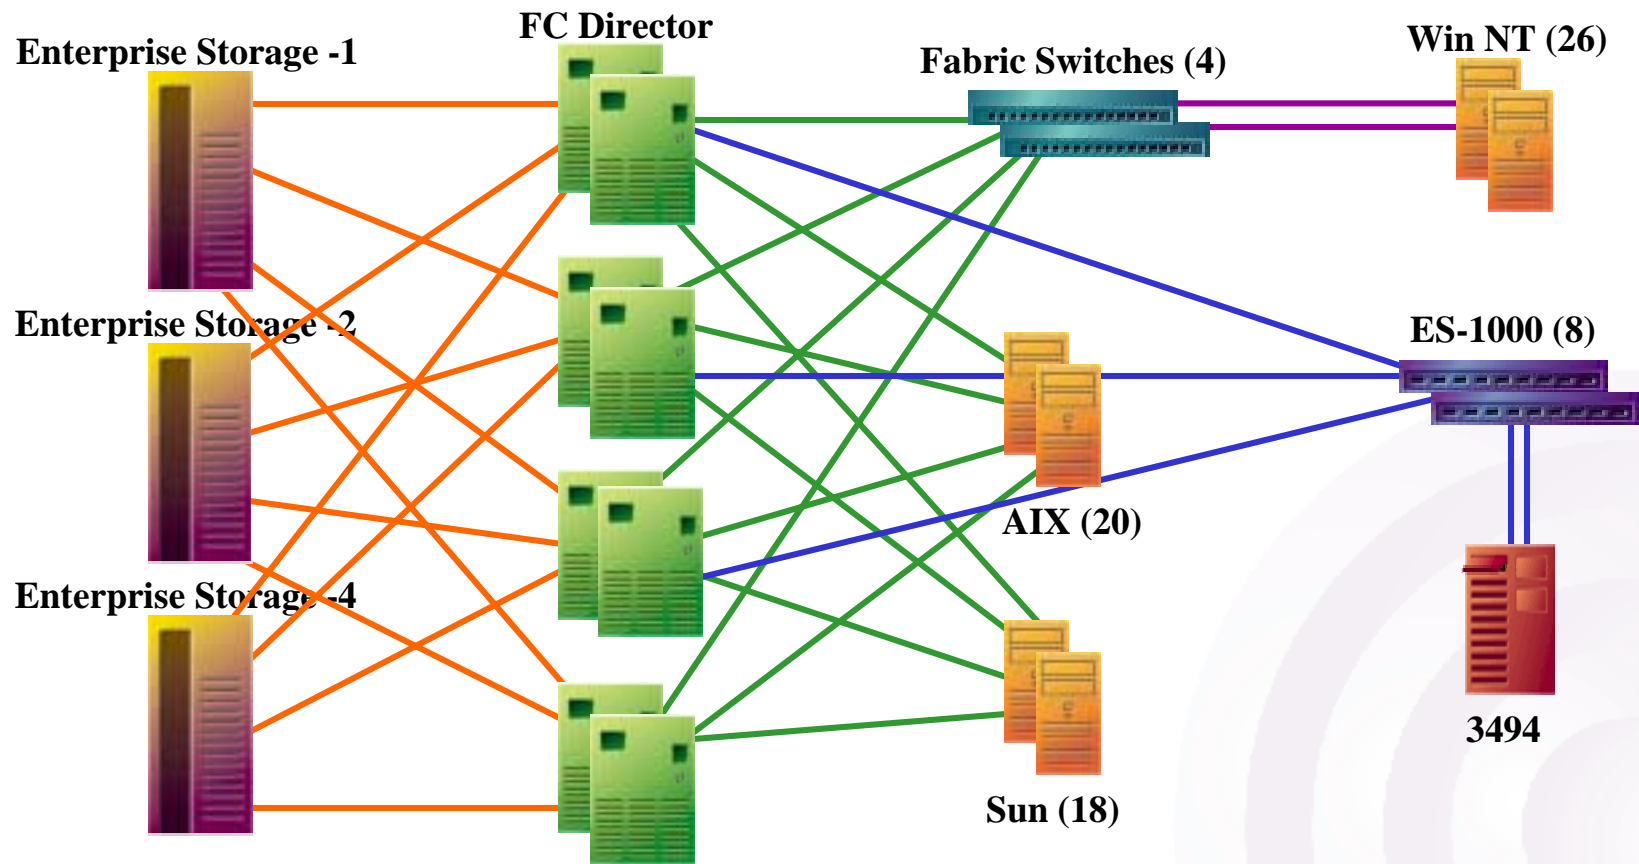 FC Director
Enterprise Storage -1
Fabric Switches (4)
Win NT (26)
Enterprise Storage -2
ES-1000 (8)
AIX (20)
Enterprise Storage -4
3494
Sun (18)